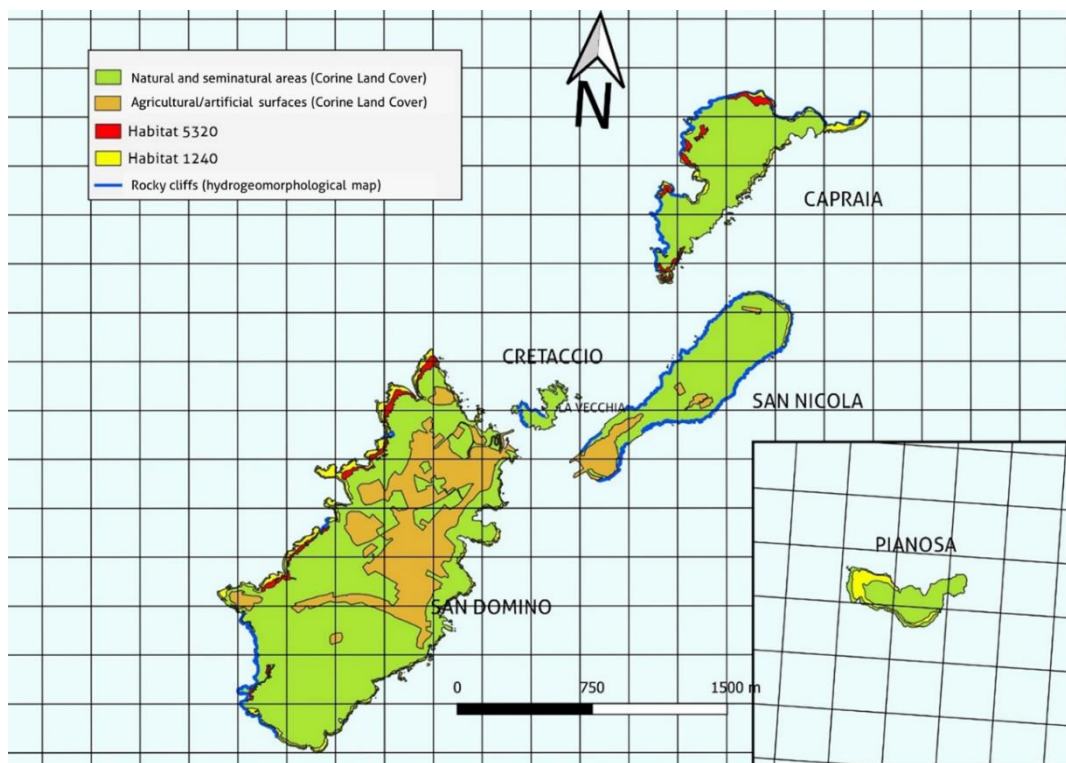 N
Natural and seminatural areas (Corine Land Cover)
Agricultural/artificial surfaces (Corine Land Cover)
Habitat 5320
Habitat 1240
Rocky cliffs (hydrogeomorphological map)
CAPRAIA
CRETACCIO
LA VECCHIA
SAN NICOLA
PIANOSA
SAN DOMINO
0 750 1500 m